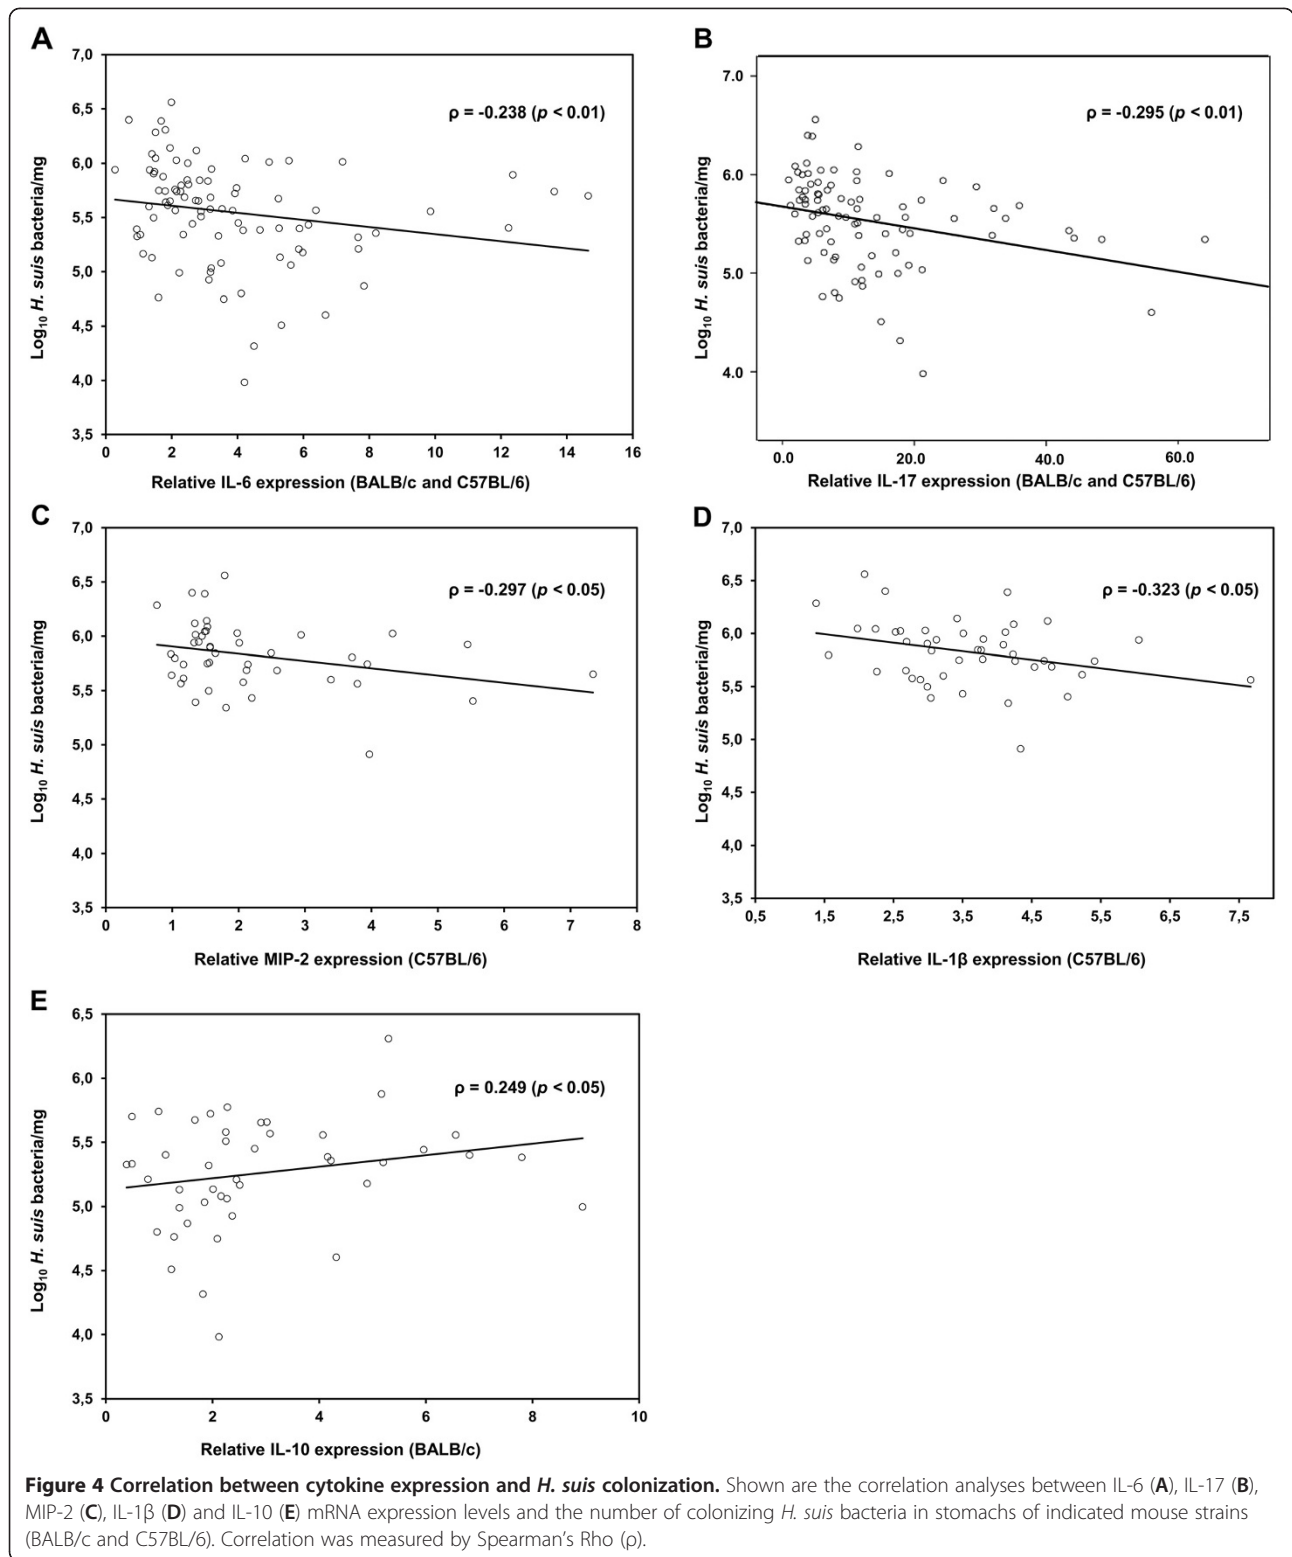 A
7,0
6,5
6,0
5,5
5,0
4,5
4,0
3,5
Log10 H. suis bacteria/mg
ρ = -0.238 (p < 0.01)
0 2 4 6 8 10 12 14 16
Relative IL-6 expression (BALB/c and C57BL/6)
B
7.0
6.0
5.0
4.0
Log10 H. suis bacteria/mg
ρ = -0.295 (p < 0.01)
0.0 20.0 40.0 60.0
Relative IL-17 expression (BALB/c and C57BL/6)
C
7,0
6,5
6,0
5,5
5,0
4,5
4,0
3,5
Log10 H. suis bacteria/mg
ρ = -0.297 (p < 0.05)
0 1 2 3 4 5 6 7 8
Relative MIP-2 expression (C57BL/6)
D
7,0
6,5
6,0
5,5
5,0
4,5
4,0
3,5
Log10 H. suis bacteria/mg
ρ = -0.323 (p < 0.05)
0,5 1,5 2,5 3,5 4,5 5,5 6,5 7,5
Relative IL-1β expression (C57BL/6)
E
6,5
6,0
5,5
5,0
4,5
4,0
3,5
Log10 H. suis bacteria/mg
ρ = 0.249 (p < 0.05)
0 2 4 6 8 10
Relative IL-10 expression (BALB/c)
Figure 4 Correlation between cytokine expression and H. suis colonization. Shown are the correlation analyses between IL-6 (A), IL-17 (B),
MIP-2 (C), IL-1β (D) and IL-10 (E) mRNA expression levels and the number of colonizing H. suis bacteria in stomachs of indicated mouse strains
(BALB/c and C57BL/6). Correlation was measured by Spearman's Rho (ρ).